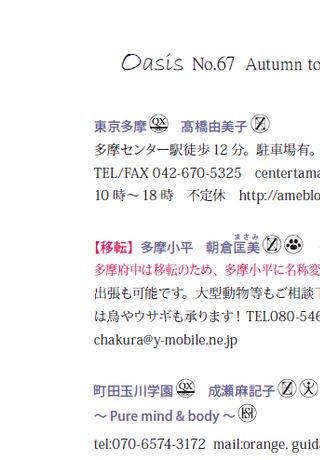 Oasis No.67 Autumn to
東京多摩 QX 髙橋由美子 Z
多摩センター駅徒歩 12 分。駐車場有。
TEL/FAX 042-670-5325 centertama
10 時～ 18 時 不定休 http://ameblo
まさみ
【移転】多摩小平 朝倉匡美 Z
多摩府中は移転のため、多摩小平に名称変
出張も可能です。大型動物等もご相談下
は鳥やウサギも承ります！ TEL080-546
chakura@y-mobile.ne.jp
町田玉川学園 QX 成瀬麻記子 Z
～ Pure mind & body ～
tel:070-6574-3172 mail:orange. guida